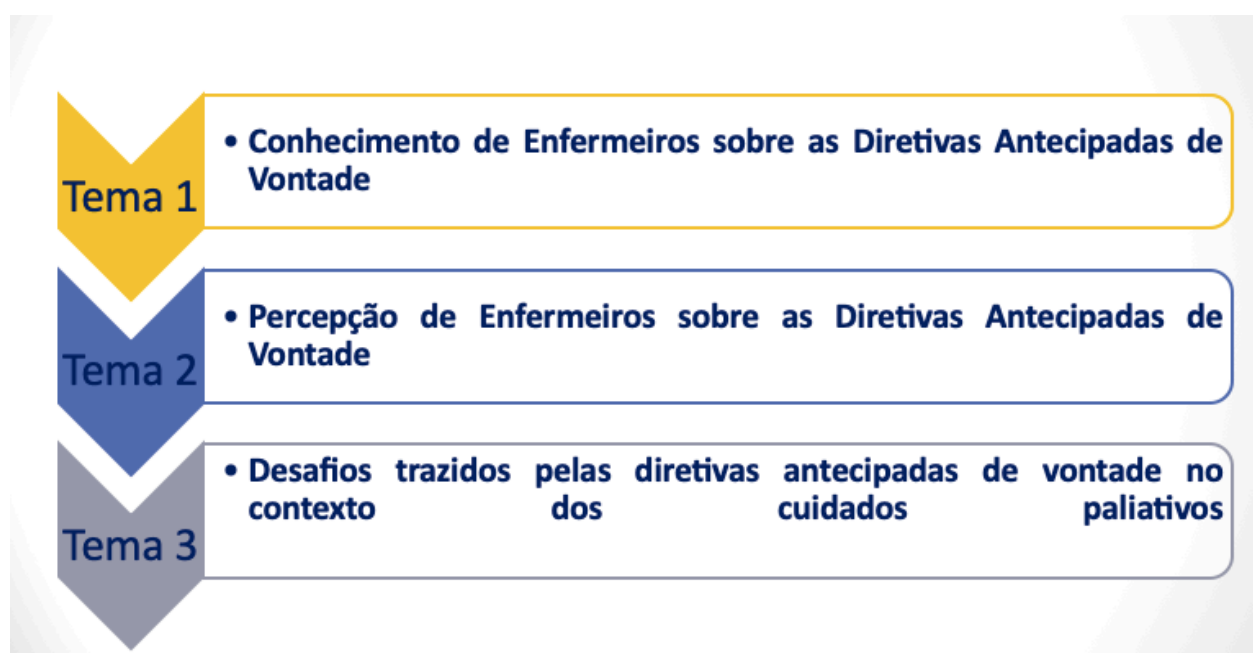 Tema 1
• Conhecimento de Enfermeiros sobre as Diretivas Antecipadas de
Vontade
Tema 2
• Percepção de Enfermeiros sobre as Diretivas Antecipadas de
Vontade
Tema 3
• Desafios trazidos pelas diretivas antecipadas de vontade no
contexto dos cuidados paliativos